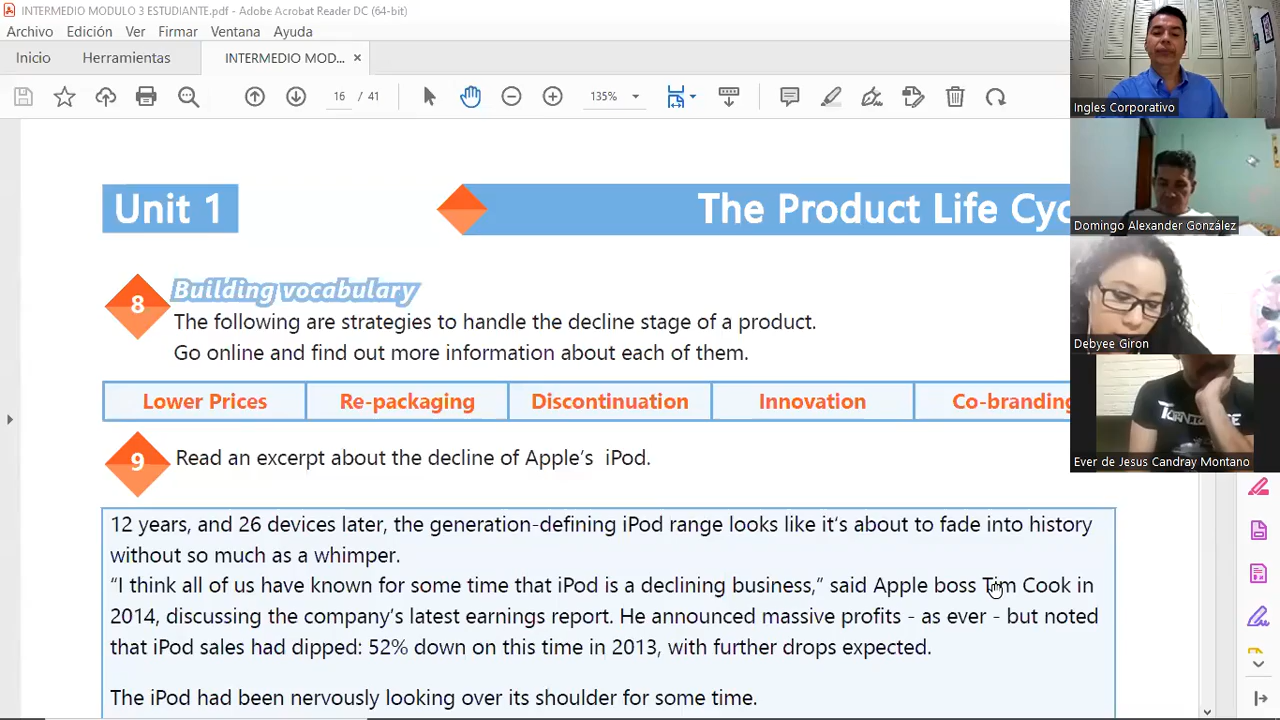 INTERMEDIO MODULO 3 ESTUDIANTE.pdf - Adobe Acrobat Reader DC (64-bit)
Archivo Edición Ver Firmar Ventana Ayuda
Inicio Herramientas INTERMEDIO MOD... ×
16 / 41 135%
Unit 1
The Product Life Cyc
8
Building vocabulary
The following are strategies to handle the decline stage of a product.
Go online and find out more information about each of them.
Lower Prices Re-packaging Discontinuation Innovation Co-branding
9
Read an excerpt about the decline of Apple's iPod.
12 years, and 26 devices later, the generation-defining iPod range looks like it's about to fade into history
without so much as a whimper.
“I think all of us have known for some time that iPod is a declining business,” said Apple boss Tim Cook in
2014, discussing the company's latest earnings report. He announced massive profits - as ever - but noted
that iPod sales had dipped: 52% down on this time in 2013, with further drops expected.
The iPod had been nervously looking over its shoulder for some time.
Ingles Corporativo
Domingo Alexander González
Debyee Giron
Ever de Jesus Candray Montano